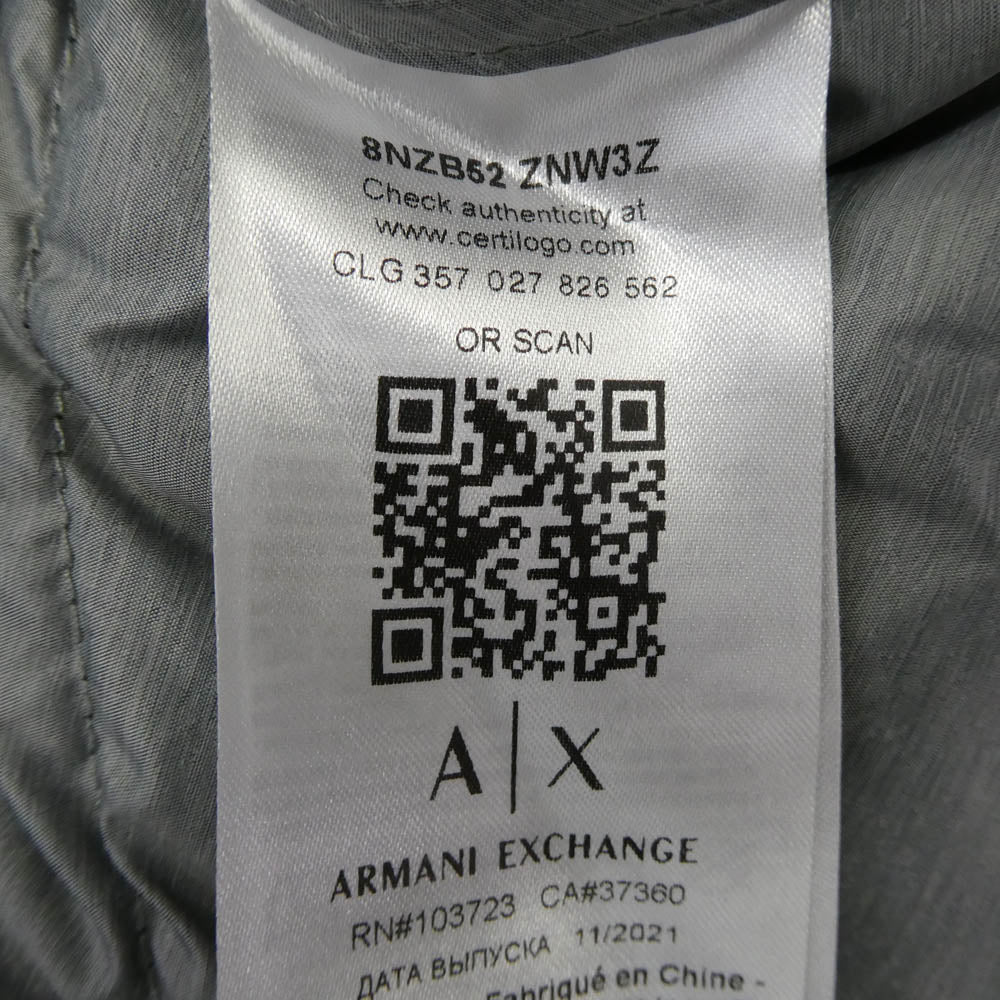 8NZB52 ZNW3Z
Check authenticity at
www.certilogo.com
CLG 357 027 826 562
OR SCAN
A|X
ARMANI EXCHANGE
RN#103723 CA#37360
ДАТА ВЫПУСКА 11/2021
Fabriqué en Chine -